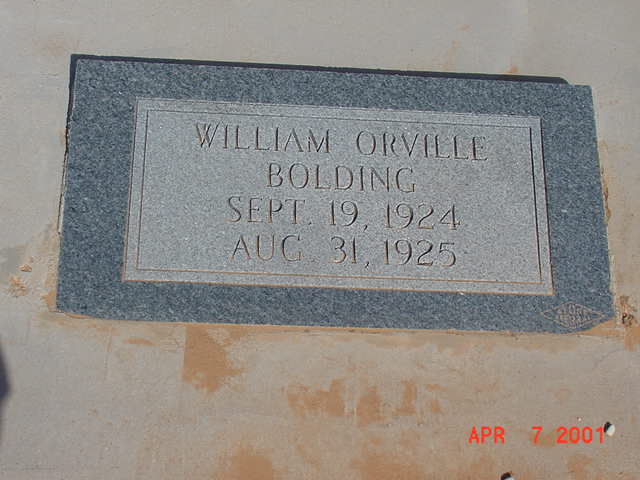 WILLIAM ORVILLE
BOLDING
SEPT. 19, 1924
AUG. 31, 1925
APR 7 2001